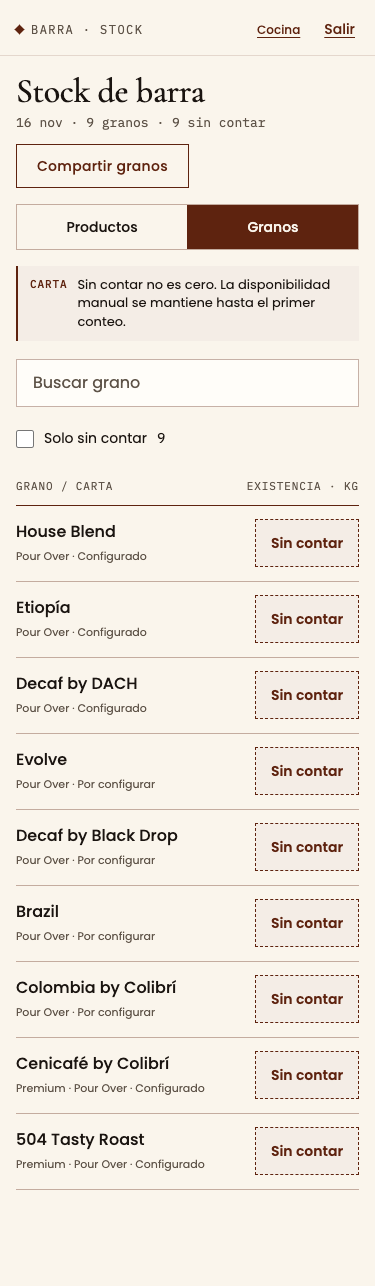 BARRA · STOCK
Cocina
Salir
Stock de barra
16 nov · 9 granos · 9 sin contar
Compartir granos
Productos
Granos
CARTA
Sin contar no es cero. La disponibilidad
manual se mantiene hasta el primer
conteo.
Buscar grano
Solo sin contar 9
GRANO / CARTA
EXISTENCIA · KG
House Blend
Pour Over · Configurado
Sin contar
Etiopía
Pour Over · Configurado
Sin contar
Decaf by DACH
Pour Over · Configurado
Sin contar
Evolve
Pour Over · Por configurar
Sin contar
Decaf by Black Drop
Pour Over · Por configurar
Sin contar
Brazil
Pour Over · Por configurar
Sin contar
Colombia by Colibrí
Pour Over · Por configurar
Sin contar
Cenicafé by Colibrí
Premium · Pour Over · Configurado
Sin contar
504 Tasty Roast
Premium · Pour Over · Configurado
Sin contar